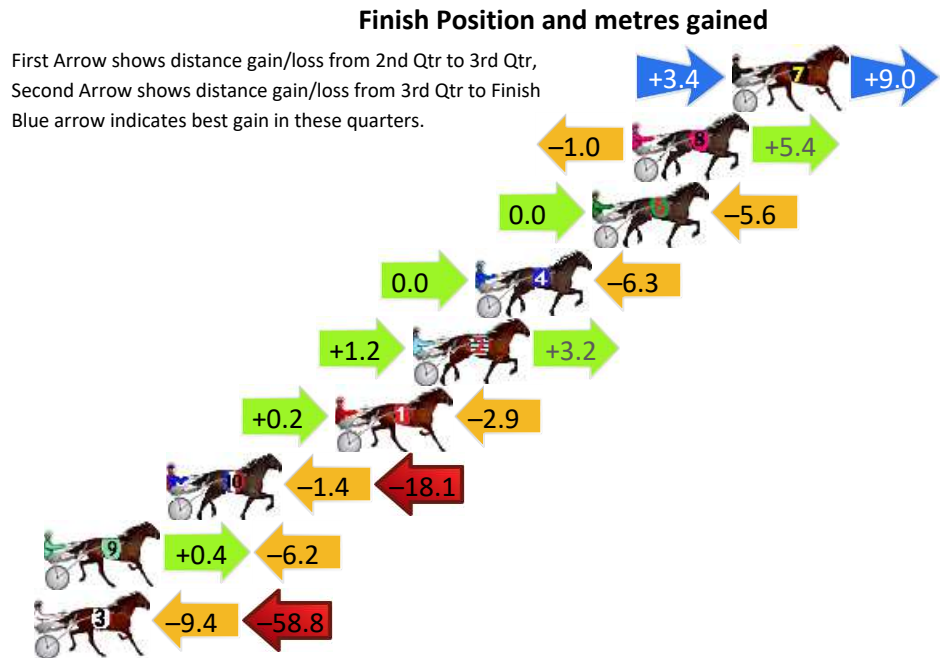 Finish Position and metres gained
First Arrow shows distance gain/loss from 2nd Qtr to 3rd Qtr,
Second Arrow shows distance gain/loss from 3rd Qtr to Finish
Blue arrow indicates best gain in these quarters.
+3.4 7 +9.0
–1.0 8 +5.4
0.0 5 –5.6
0.0 4 –6.3
+1.2 2 +3.2
+0.2 1 –2.9
10 –1.4 –18.1
9 +0.4 –6.2
3 –9.4 –58.8